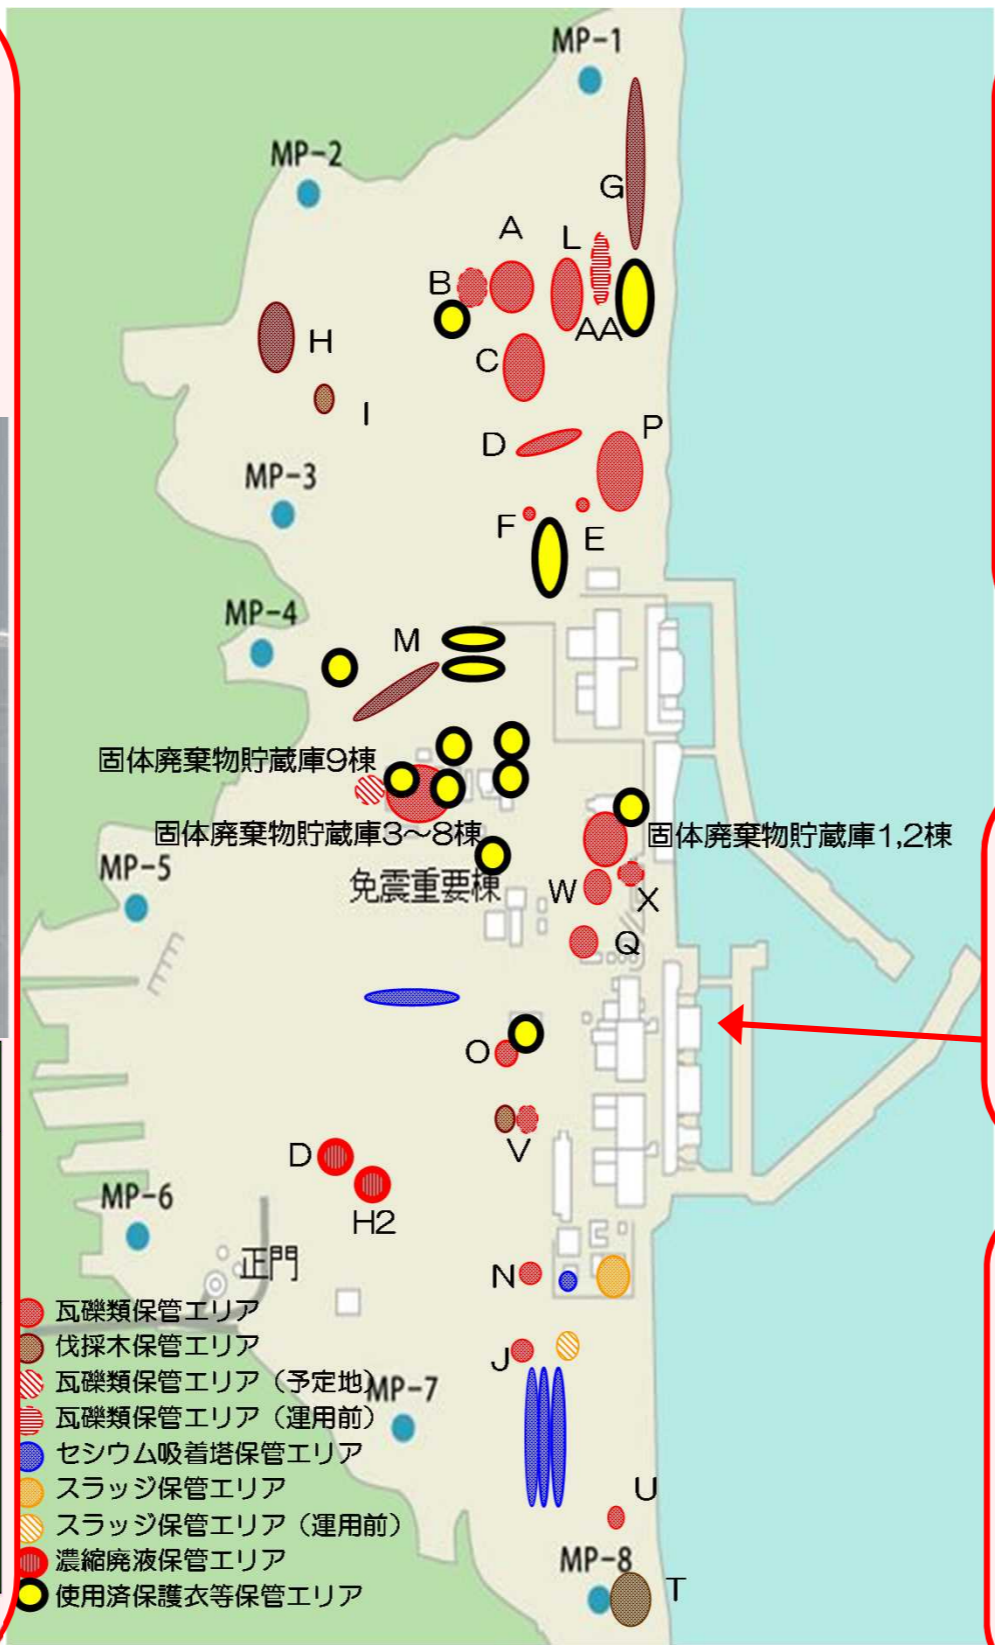 MP-1
MP-2
G
A
L
B
AA
H
C
I
D
P
MP-3
F
E
MP-4
M
固体廃棄物貯蔵庫9棟
固体廃棄物貯蔵庫3～8棟
固体廃棄物貯蔵庫1,2棟
MP-5
免震重要棟
W
X
Q
O
V
D
H2
MP-6
正門
N
J
MP-7
瓦礫類保管エリア
伐採木保管エリア
瓦礫類保管エリア（予定地）
瓦礫類保管エリア（運用前）
セシウム吸着塔保管エリア
スラッジ保管エリア
スラッジ保管エリア（運用前）
濃縮廃液保管エリア
使用済保護衣等保管エリア
U
MP-8
T